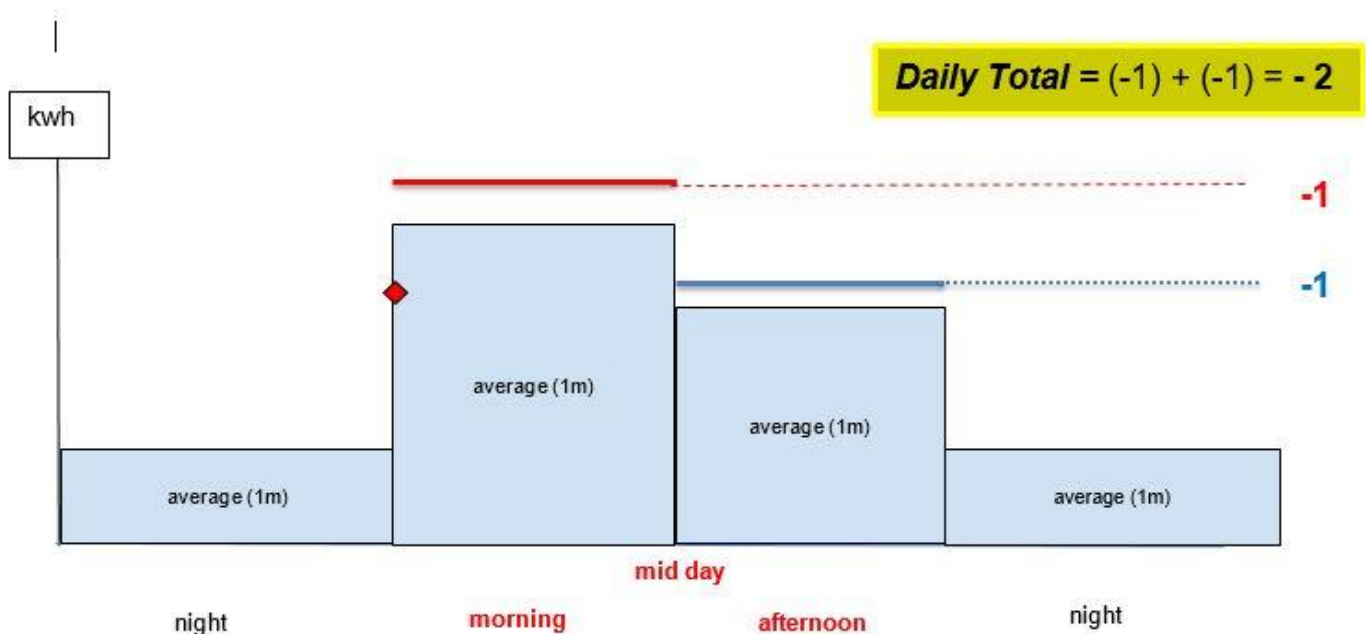 Daily Total = (-1) + (-1) = - 2
kwh
-1
-1
average (1m)
average (1m)
average (1m)
average (1m)
mid day
night
morning
afternoon
night